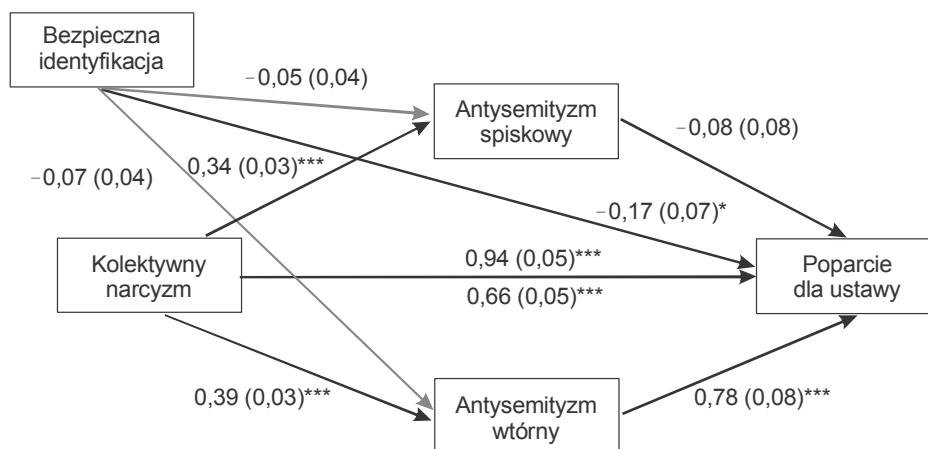 Bezpieczna
identyfikacja
−0,05 (0,04)
Antysemityzm
spiskowy
−0,08 (0,08)
0,34 (0,03)***
−0,07 (0,04)
−0,17 (0,07)*
Kolektywny
narcyzm
0,94 (0,05)***
0,66 (0,05)***
Poparcie
dla ustawy
0,39 (0,03)***
Antysemityzm
wtórny
0,78 (0,08)***